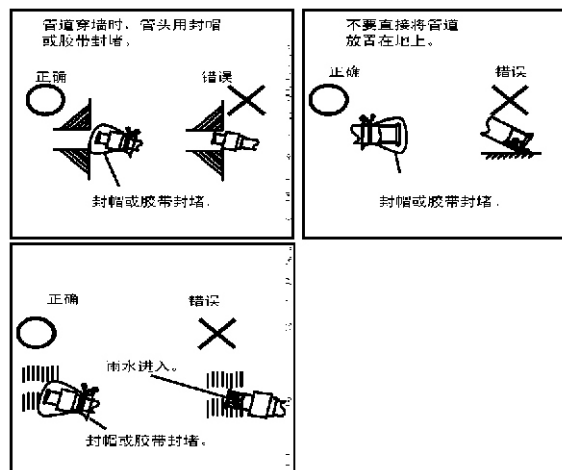 管道穿墙时，管头用封帽
或胶带封堵。
正确
错误
封帽或胶带封堵．
不要直接将管道
放置在地上。
正确
错误
封帽或胶带封堵．
正确
错误
雨水进入。
封帽或胶带封堵．